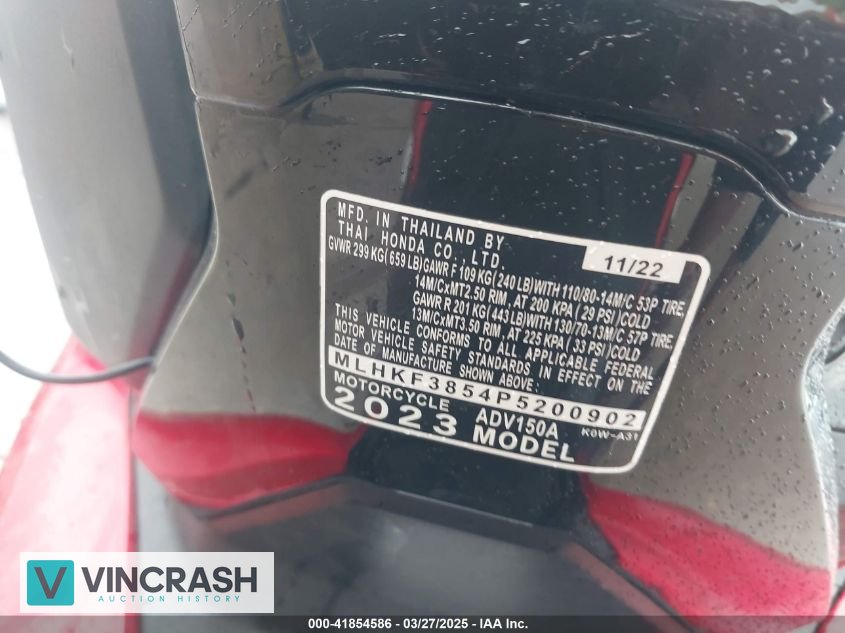 MFD. IN THAILAND BY
THAI HONDA CO., LTD.
11/22
GVWR 299 KG( 659 LB)GAWR F 109 KG( 240 LB)WITH 110/80-14M/C 53P TIRE,
14M/CxMT2.50 RIM, AT 200 KPA ( 29 PSI )COLD
GAWR R 201 KG( 443 LB)WITH 130/70-13M/C 57P TIRE,
13M/CxMT3.50 RIM, AT 225 KPA ( 33 PSI )COLD
THIS VEHICLE CONFORMS TO ALL APPLICABLE FEDERAL
MOTOR VEHICLE SAFETY STANDARDS IN EFFECT ON THE
DATE OF MANUFACTURE SHOWN ABOVE:
MLHKF3854P5200902
MOTORCYCLE ADV150A K0W-A31
2023 MODEL
V VINCRASH
AUCTION HISTORY
000-41854586 - 03/27/2025 - IAA Inc.